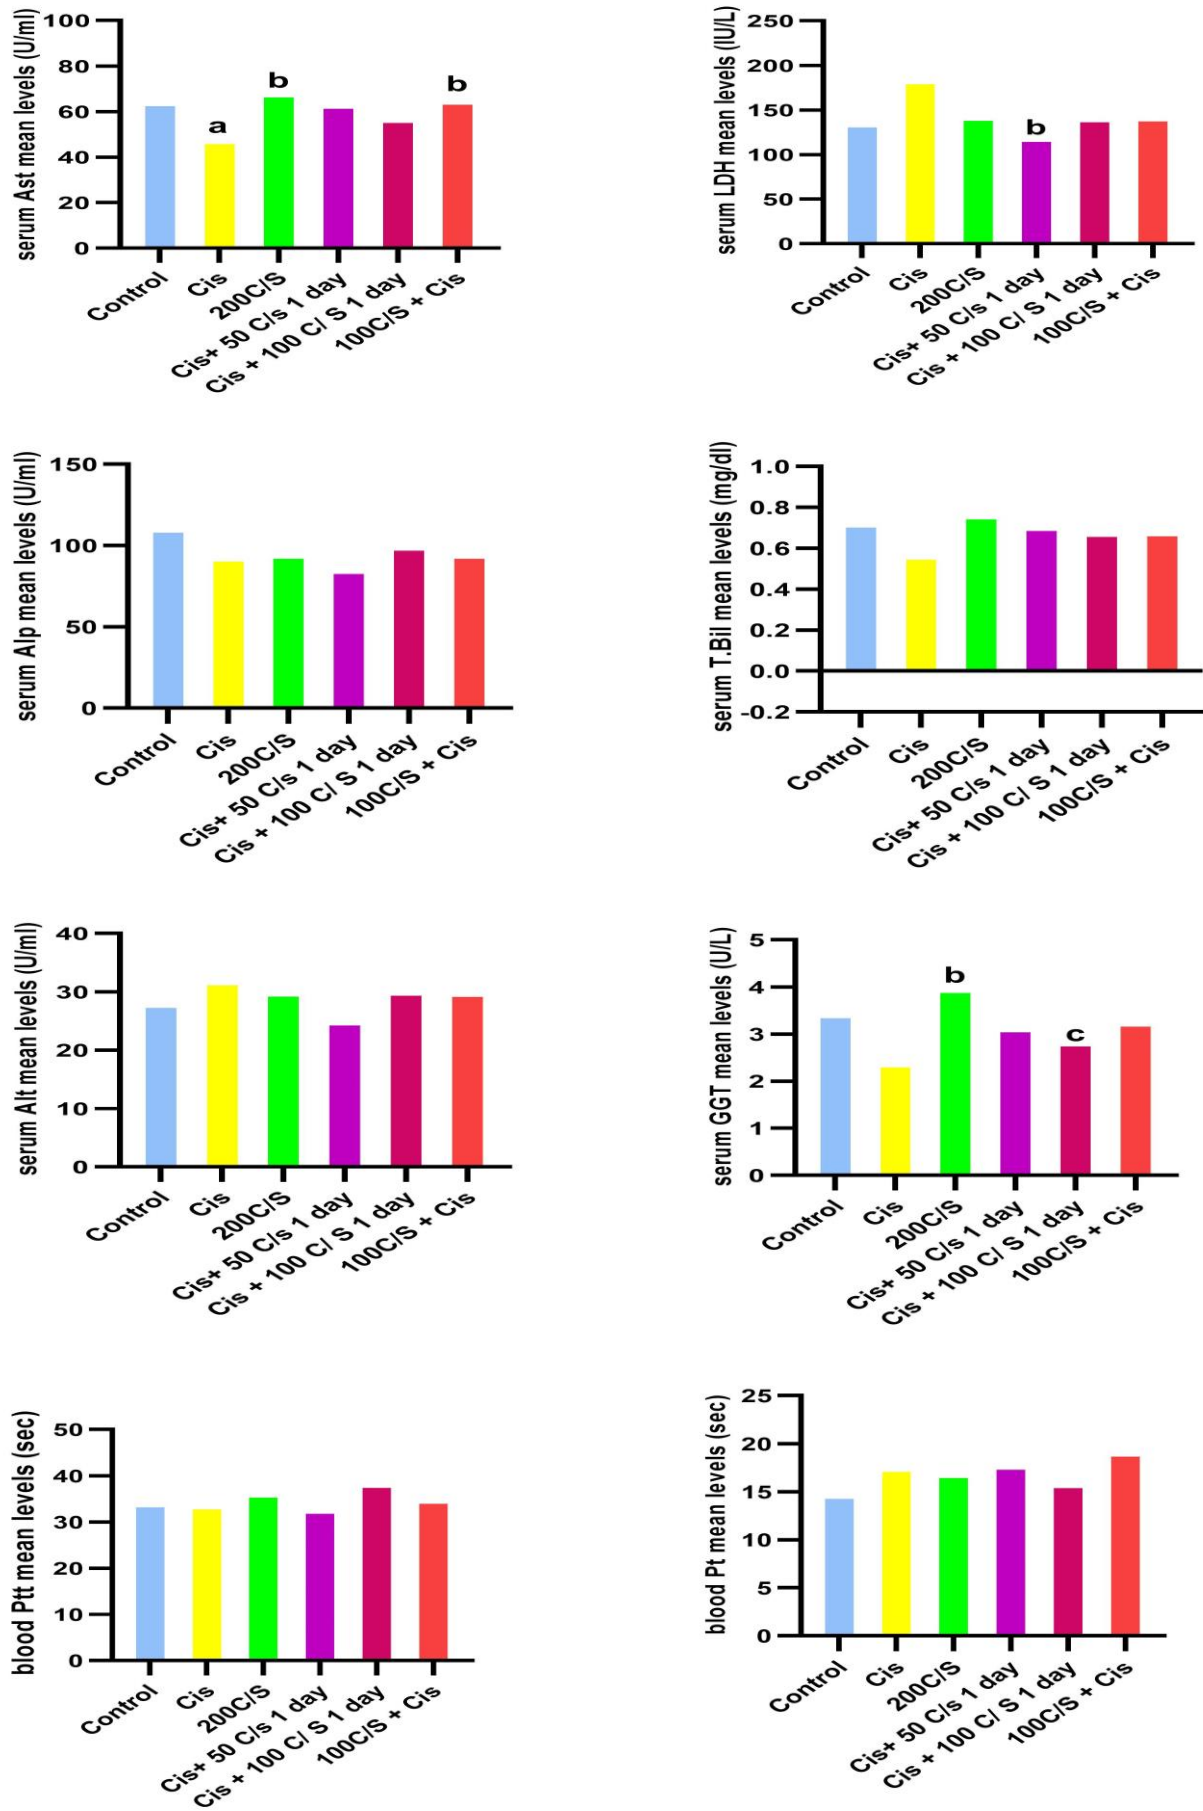 serum Ast mean levels (U/ml)
100
80
60
40
20
0
a
b
b
Control
Cis
200C/S
Cis+ 50 C/s 1 day
Cis + 100 C/ S 1 day
100C/S + Cis
serum LDH mean levels (IU/L)
250
200
150
100
50
0
b
Control
Cis
200C/S
Cis+ 50 C/s 1 day
Cis + 100 C/ S 1 day
100C/S + Cis
serum Alp mean levels (U/ml)
150
100
50
0
Control
Cis
200C/S
Cis+ 50 C/s 1 day
Cis + 100 C/ S 1 day
100C/S + Cis
serum T.Bil mean levels (mg/dl)
1.0
0.8
0.6
0.4
0.2
0.0
-0.2
Control
Cis
200C/S
Cis+ 50 C/s 1 day
Cis + 100 C/ S 1 day
100C/S + Cis
serum Alt mean levels (U/ml)
40
30
20
10
0
Control
Cis
200C/S
Cis+ 50 C/s 1 day
Cis + 100 C/ S 1 day
100C/S + Cis
serum GGT mean levels (U/L)
5
4
3
2
1
0
b
c
Control
Cis
200C/S
Cis+ 50 C/s 1 day
Cis + 100 C/ S 1 day
100C/S + Cis
blood Ptt mean levels (sec)
50
40
30
20
10
0
Control
Cis
200C/S
Cis+ 50 C/s 1 day
Cis + 100 C/ S 1 day
100C/S + Cis
blood Pt mean levels (sec)
25
20
15
10
5
0
Control
Cis
200C/S
Cis+ 50 C/s 1 day
Cis + 100 C/ S 1 day
100C/S + Cis